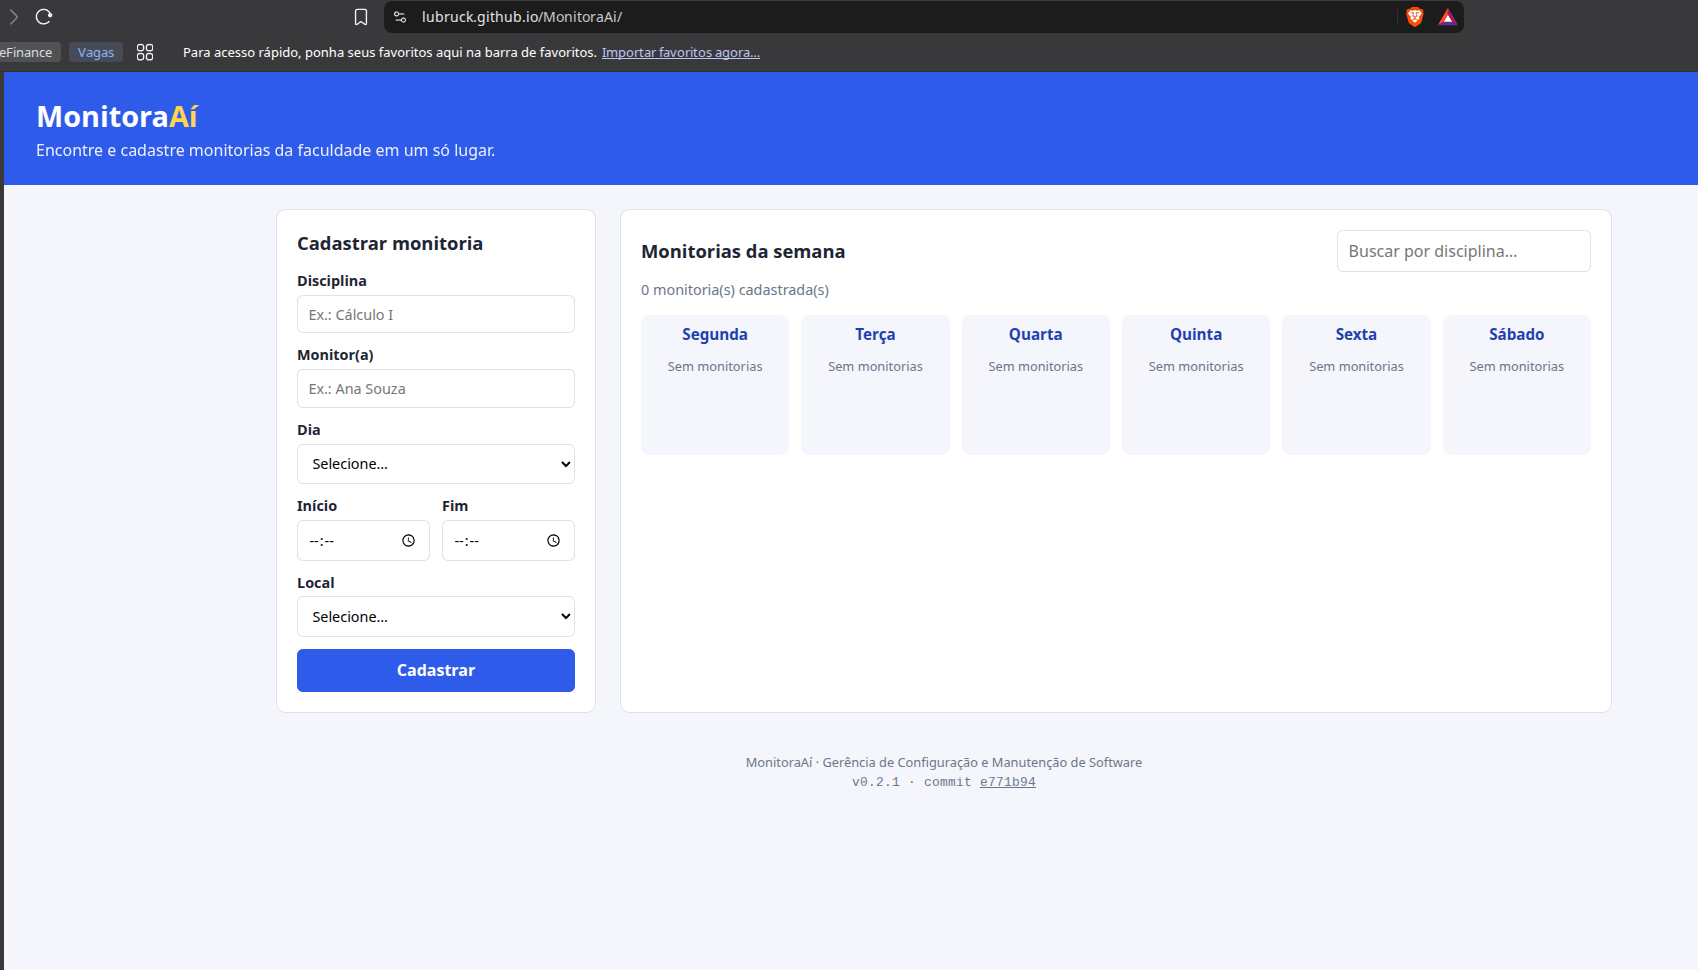 lubruck.github.io/MonitoraAi/
eFinance
Vagas
Para acesso rápido, ponha seus favoritos aqui na barra de favoritos. Importar favoritos agora...
MonitoraAí
Encontre e cadastre monitorias da faculdade em um só lugar.
Cadastrar monitoria
Disciplina
Ex.: Cálculo I
Monitor(a)
Ex.: Ana Souza
Dia
Selecione...
Início Fim
--:-- --:--
Local
Selecione...
Cadastrar
Monitorias da semana
Buscar por disciplina...
0 monitoria(s) cadastrada(s)
Segunda Terça Quarta Quinta Sexta Sábado
Sem monitorias Sem monitorias Sem monitorias Sem monitorias Sem monitorias Sem monitorias
MonitoraAí · Gerência de Configuração e Manutenção de Software
v0.2.1 · commit e771b94